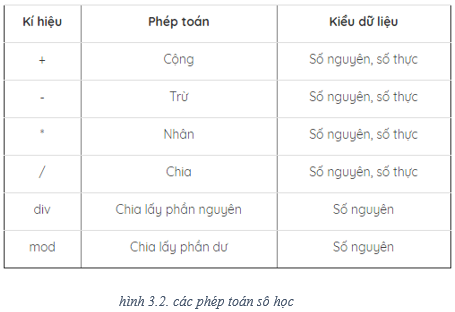 Kí hiệu Phép toán Kiểu dữ liệu
+ Cộng Số nguyên, số thực
- Trừ Số nguyên, số thực
* Nhân Số nguyên, số thực
/ Chia Số nguyên, số thực
div Chia lấy phần nguyên Số nguyên
mod Chia lấy phần dư Số nguyên
hình 3.2. các phép toán sô học